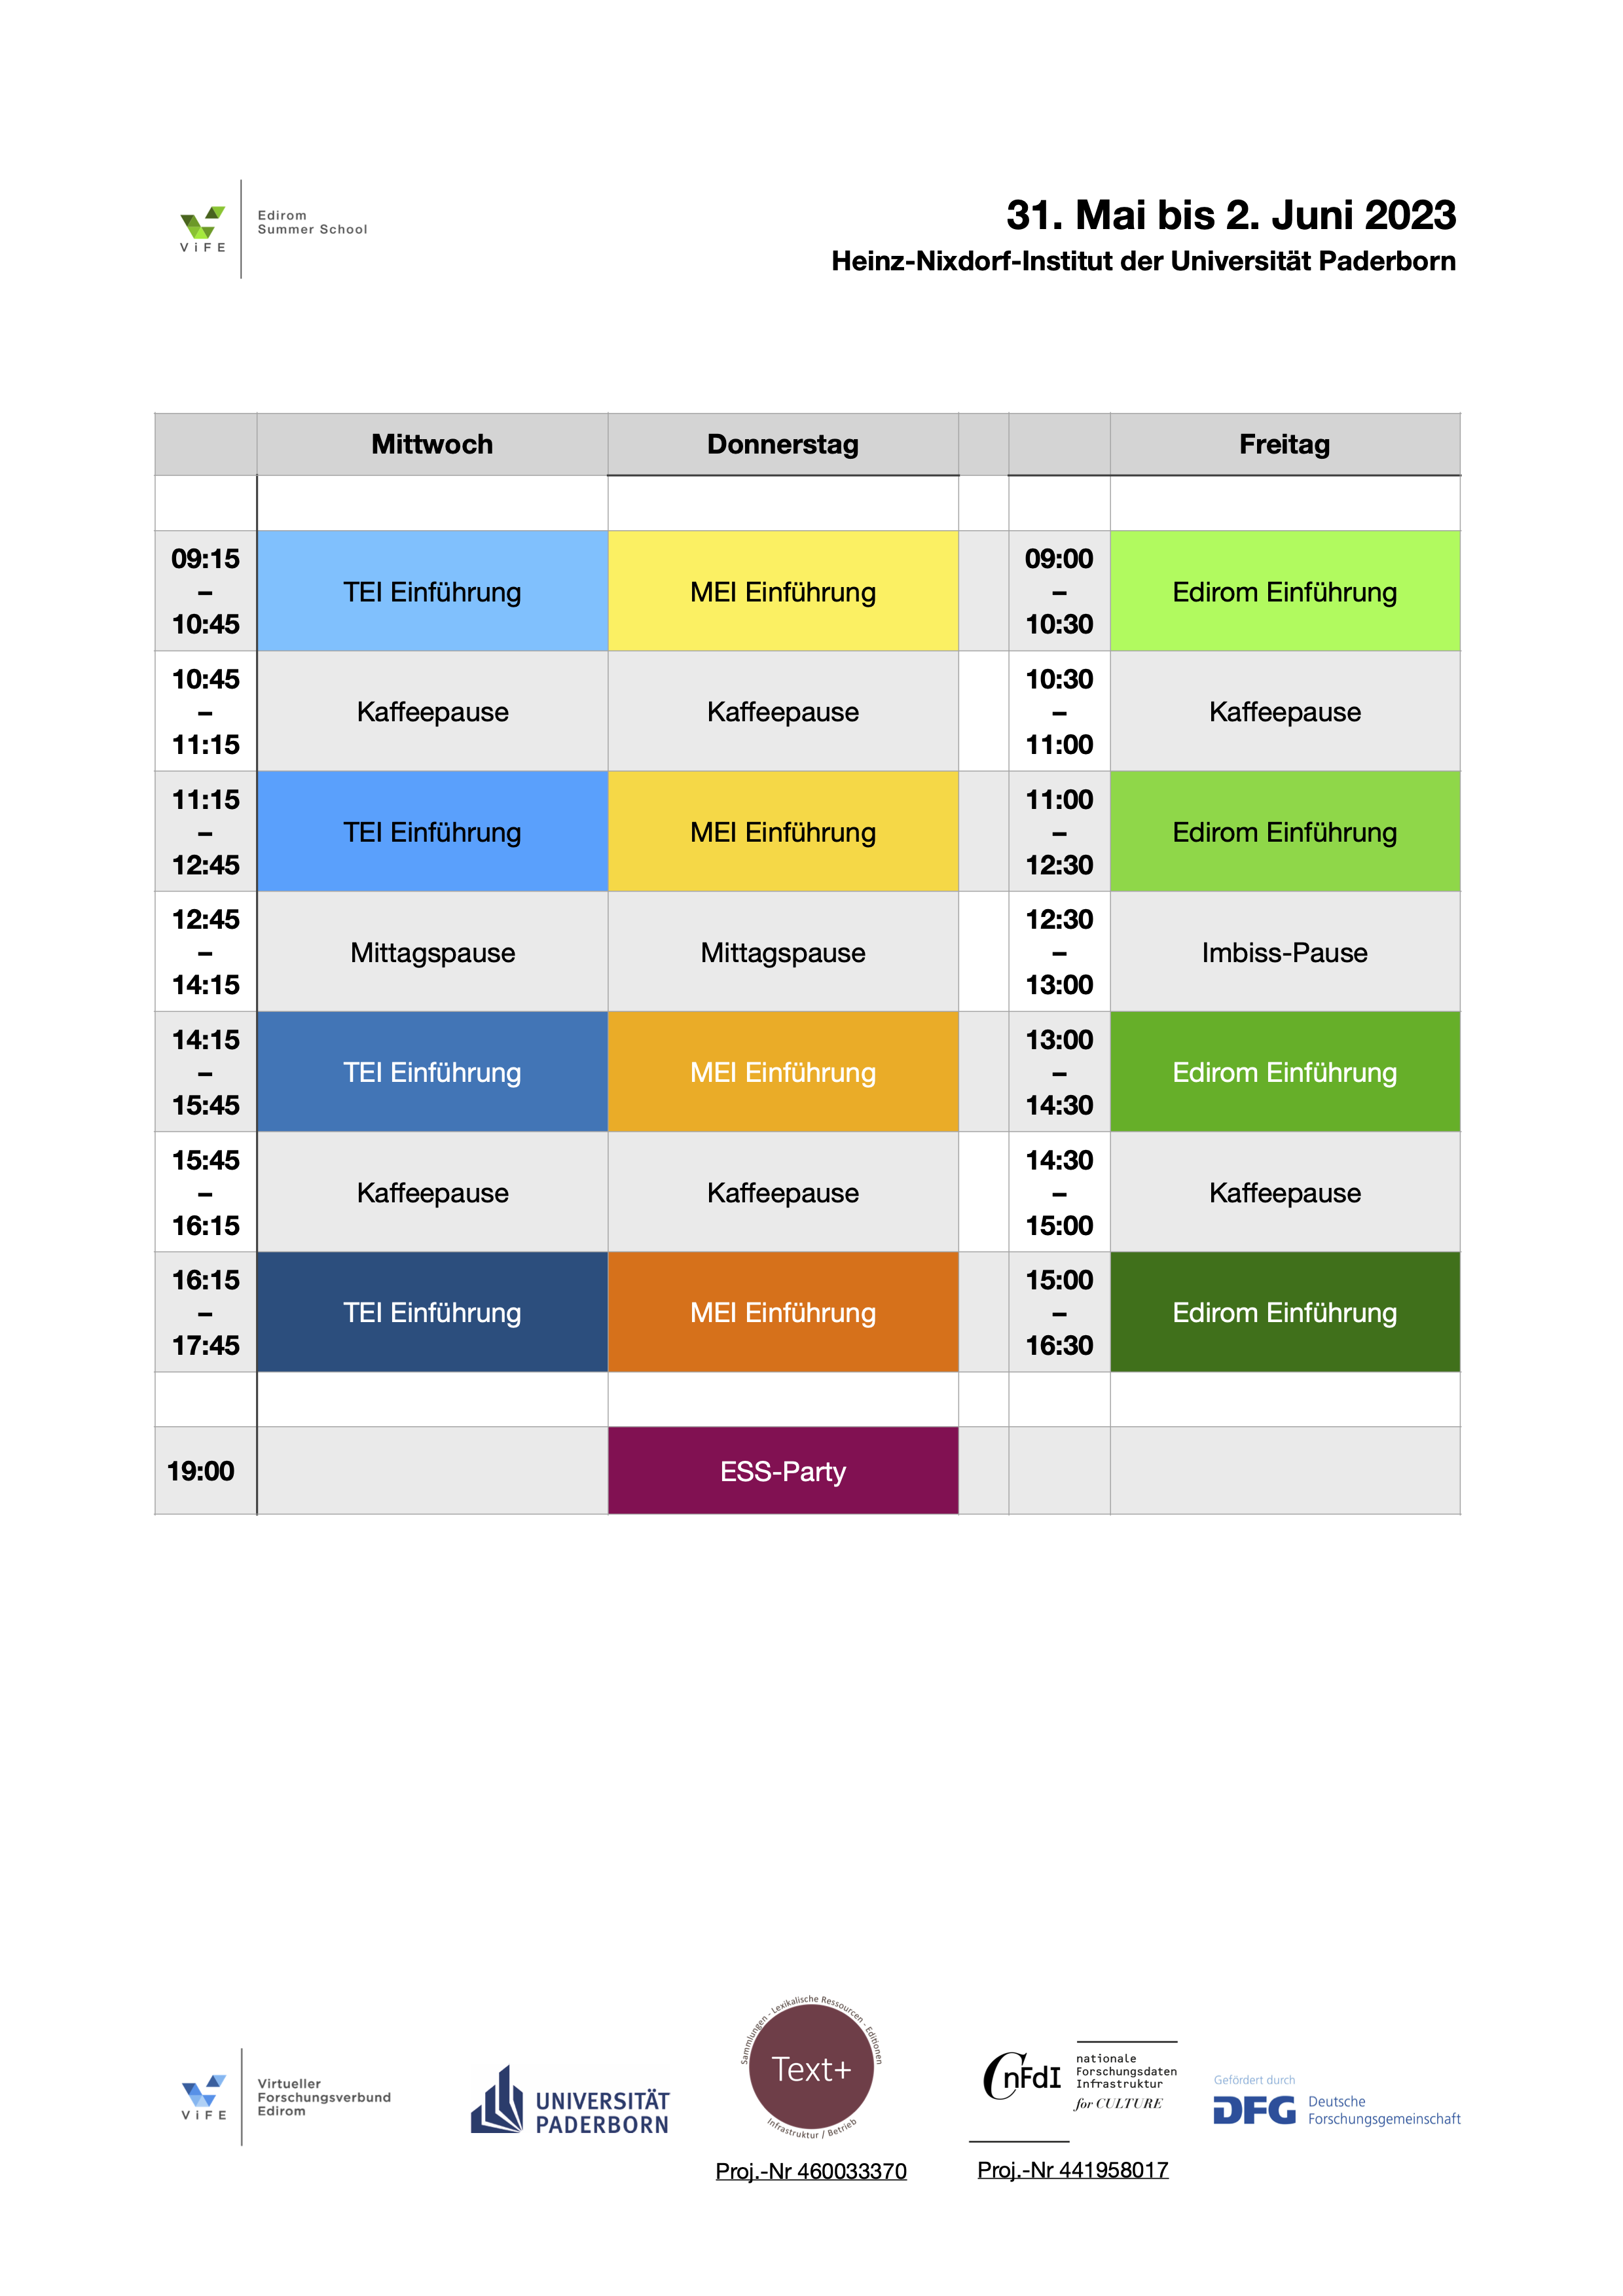 ViFE
Edirom
Summer School
31. Mai bis 2. Juni 2023
Heinz-Nixdorf-Institut der Universität Paderborn
Mittwoch Donnerstag Freitag
09:15 – 10:45 TEI Einführung MEI Einführung 09:00 – 10:30 Edirom Einführung
10:45 – 11:15 Kaffeepause Kaffeepause 10:30 – 11:00 Kaffeepause
11:15 – 12:45 TEI Einführung MEI Einführung 11:00 – 12:30 Edirom Einführung
12:45 – 14:15 Mittagspause Mittagspause 12:30 – 13:00 Imbiss-Pause
14:15 – 15:45 TEI Einführung MEI Einführung 13:00 – 14:30 Edirom Einführung
15:45 – 16:15 Kaffeepause Kaffeepause 14:30 – 15:00 Kaffeepause
16:15 – 17:45 TEI Einführung MEI Einführung 15:00 – 16:30 Edirom Einführung
19:00 ESS-Party
ViFE
Virtueller
Forschungsverbund
Edirom
UNIVERSITÄT
PADERBORN
Sammlungen - Lexikalische Ressourcen - Editionen
Text+
Infrastruktur / Betrieb
Proj.-Nr 460033370
CnFdI
nationale
Forschungsdaten
Infrastruktur
for CULTURE
Proj.-Nr 441958017
Gefördert durch
DFG
Deutsche
Forschungsgemeinschaft